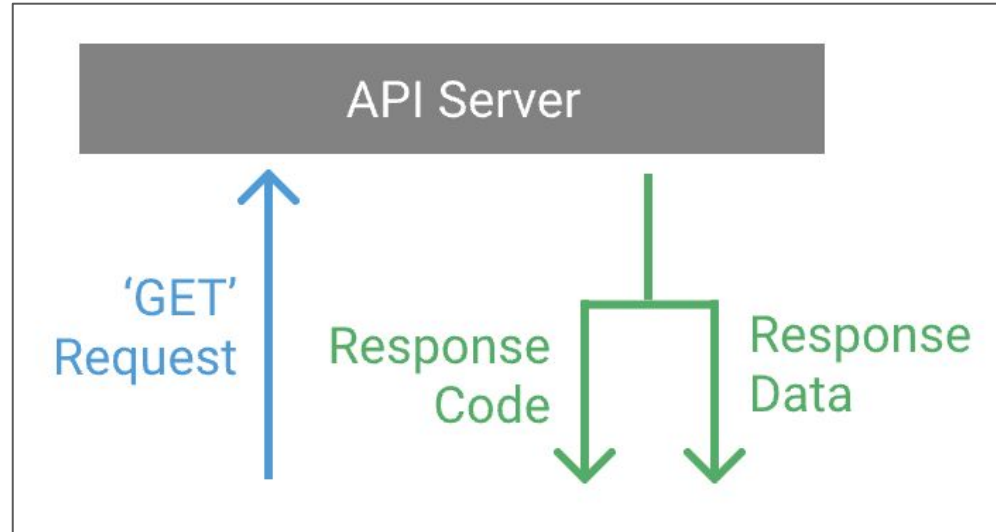 API Server
‘GET’
Request
Response
Code
Response
Data